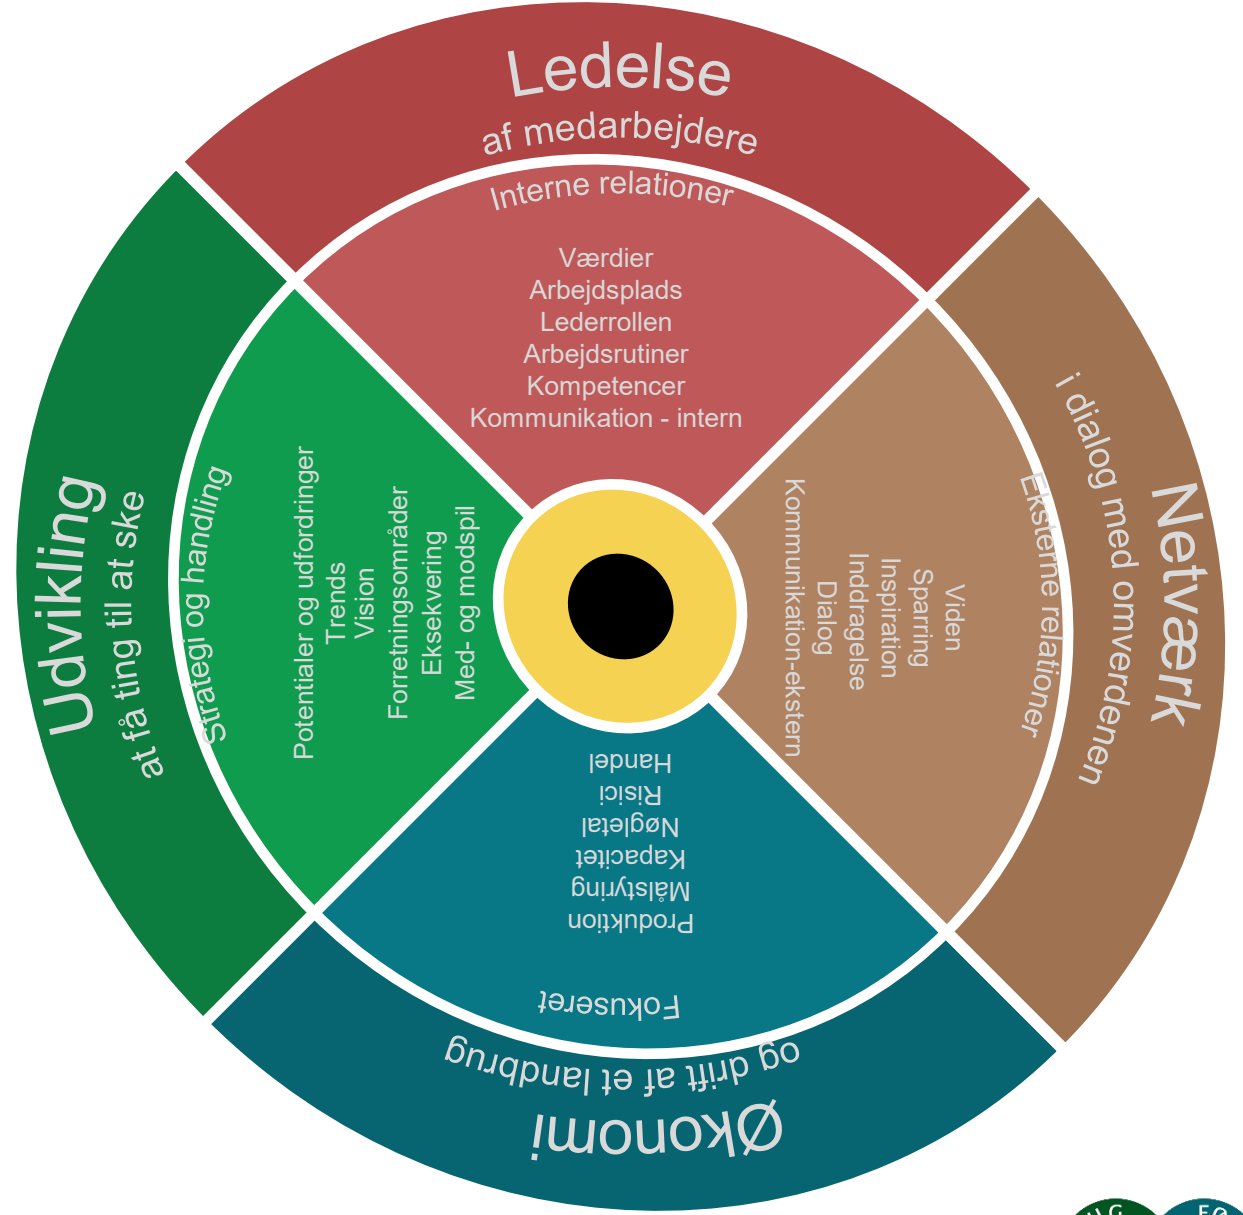 Ledelse
af medarbejdere
Interne relationer
Værdier
Arbejdsplads
Lederrollen
Arbejdsrutiner
Kompetencer
Kommunikation - intern
Netværk
i dialog med omverdenen
Eksterne relationer
Viden
Sparring
Inspiration
Inddragelse
Dialog
Kommunikation-ekstern
Økonomi
og drift af et landbrug
Fokuseret
Produktion
Målstyring
Kapacitet
Nøgletal
Risici
Handel
Udvikling
at få ting til at ske
Strategi og handling
Potentialer og udfordringer
Trends
Vision
Forretningsområder
Eksekvering
Med- og modspil